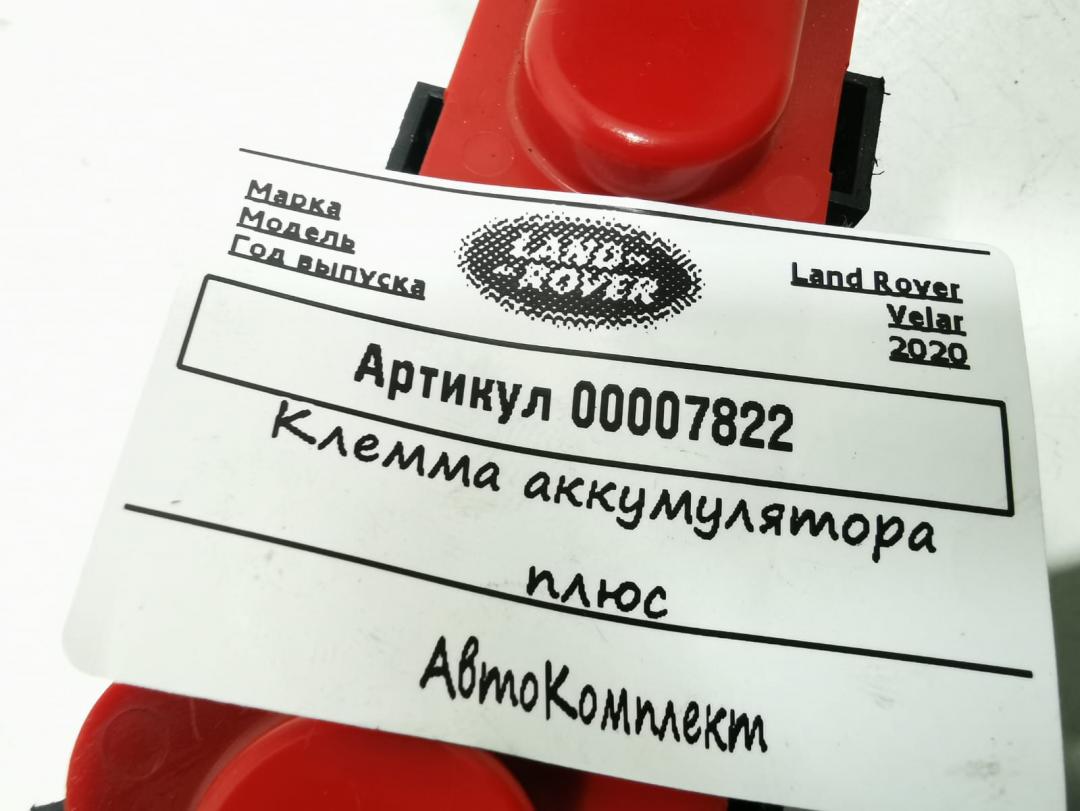 Марка
Модель
Год выпуска
LAND-
-ROVER
Land Rover
Velar
2020
Артикул 00007822
Клемма аккумулятора
плюс
АвтоКомплект